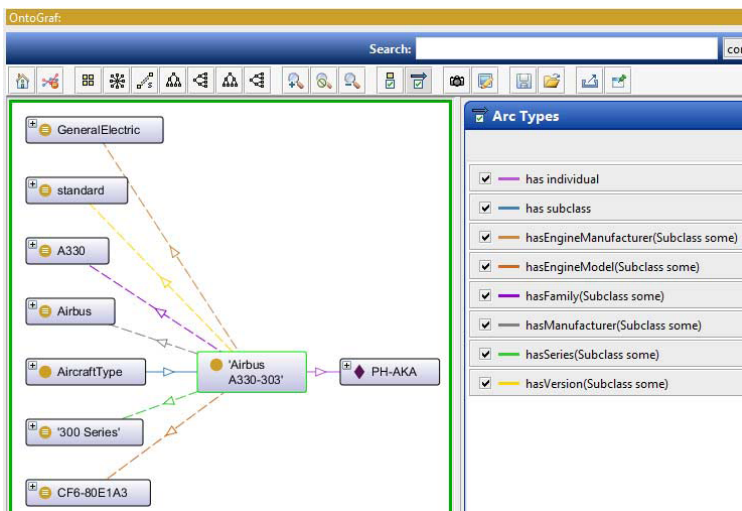 OntoGraf:
Search:
GeneralElectric
standard
A330
Airbus
AircraftType
'Airbus
A330-303'
PH-AKA
'300 Series'
CF6-80E1A3
Arc Types
has individual
has subclass
hasEngineManufacturer(Subclass some)
hasEngineModel(Subclass some)
hasFamily(Subclass some)
hasManufacturer(Subclass some)
hasSeries(Subclass some)
hasVersion(Subclass some)